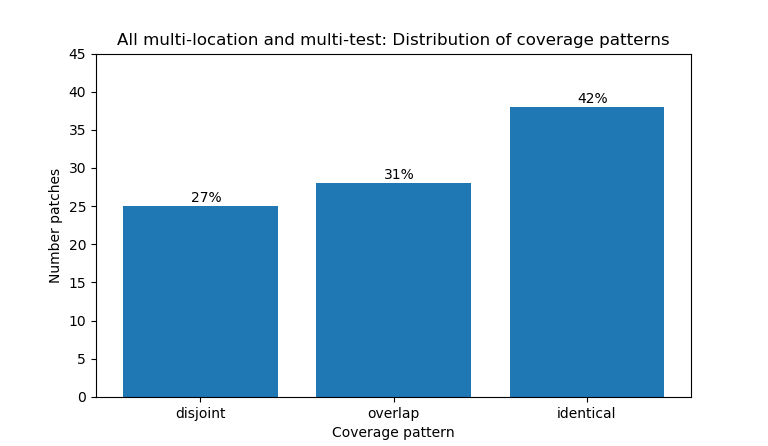 All multi-location and multi-test: Distribution of coverage patterns
45
40
35
30
25
20
15
10
5
0
Number patches
27%
31%
42%
disjoint
overlap
identical
Coverage pattern